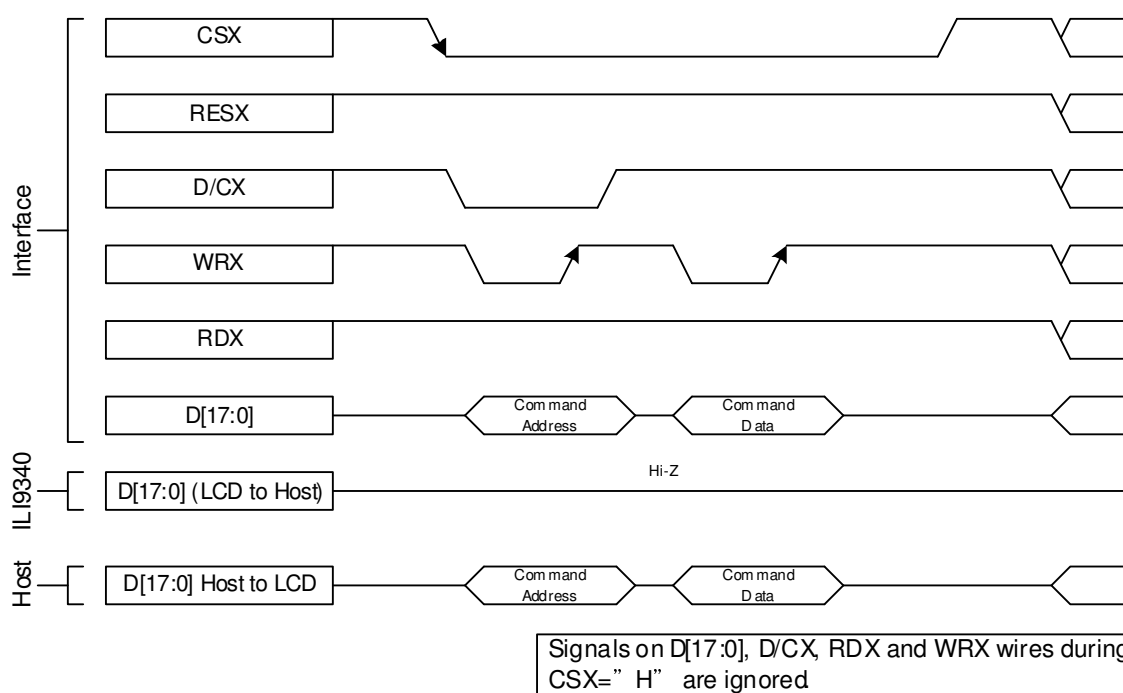 Interface
CSX
RESX
D/CX
WRX
RDX
D[17:0]
Command
Address
Command
Data
ILI9340
D[17:0] (LCD to Host)
Hi-Z
Host
D[17:0] Host to LCD
Command
Address
Command
Data
Signals on D[17:0], D/CX, RDX and WRX wires during
CSX=”H” are ignored.